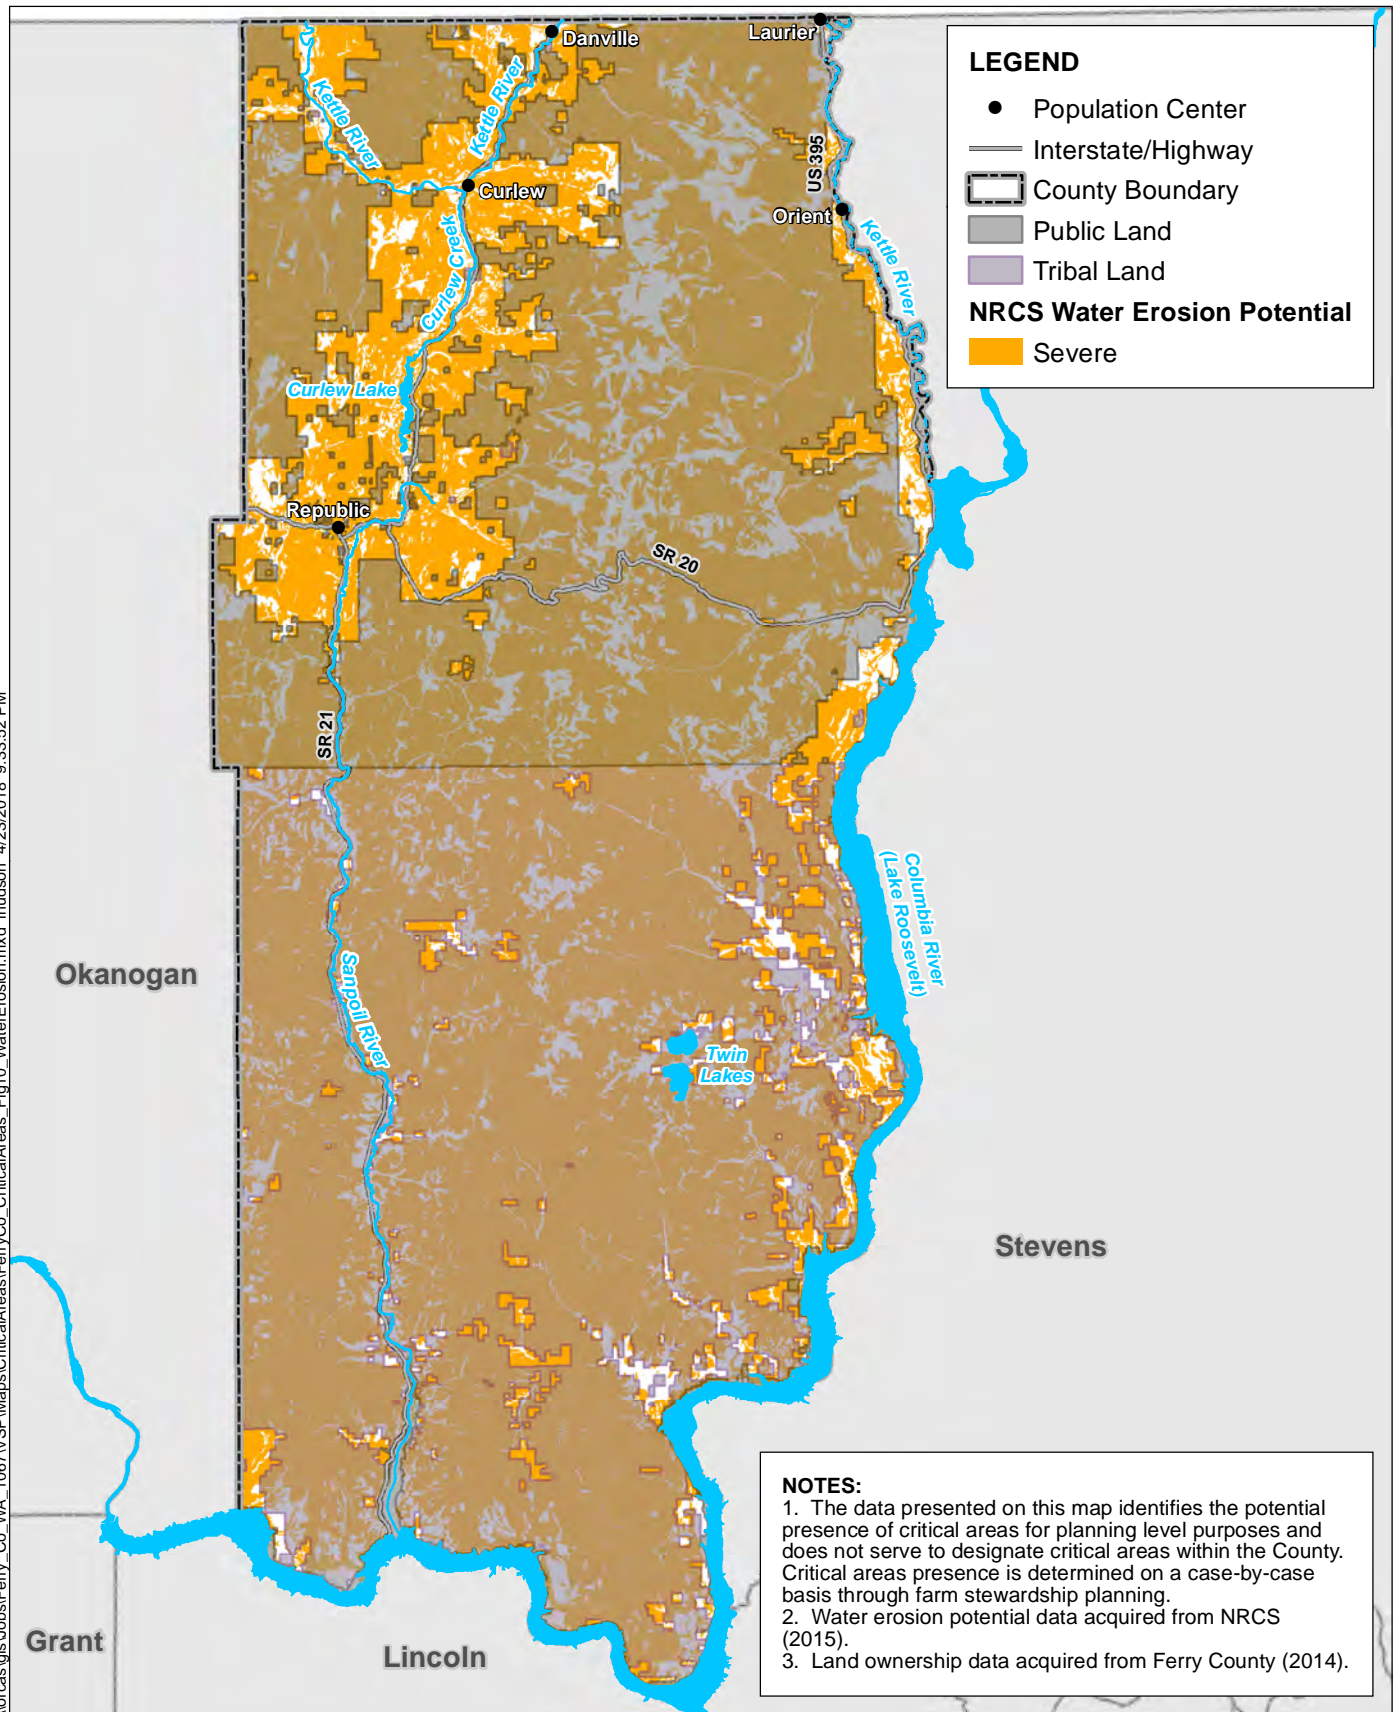 Danville
Laurier
Kettle River
Kettle River
Curlew
US 395
Orient
Kettle River
Curlew Creek
Curlew Lake
Republic
SR 20
SR 21
Columbia River
(Lake Roosevelt)
Okanogan
Sanpoil River
Twin
Lakes
Stevens
Grant
Lincoln
LEGEND
Population Center
Interstate/Highway
County Boundary
Public Land
Tribal Land
NRCS Water Erosion Potential
Severe
NOTES:
1. The data presented on this map identifies the potential
presence of critical areas for planning level purposes and
does not serve to designate critical areas within the County.
Critical areas presence is determined on a case-by-case
basis through farm stewardship planning.
2. Water erosion potential data acquired from NRCS
(2015).
3. Land ownership data acquired from Ferry County (2014).